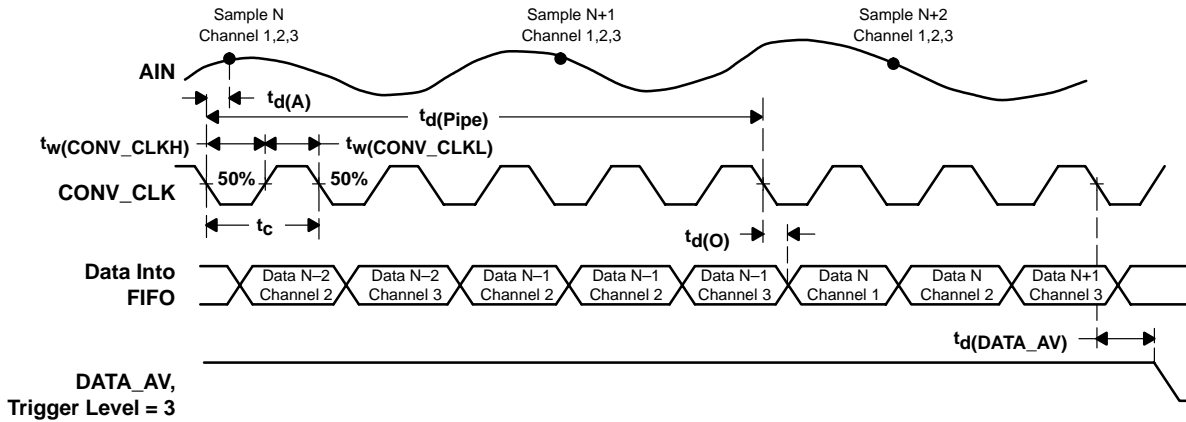 Sample N
Channel 1,2,3
Sample N+1
Channel 1,2,3
Sample N+2
Channel 1,2,3
AIN
td(A)
td(Pipe)
tw(CONV_CLKH)
tw(CONV_CLKL)
50%
50%
CONV_CLK
tc
td(O)
Data Into
FIFO
Data N–2
Channel 2
Data N–2
Channel 3
Data N–1
Channel 2
Data N–1
Channel 2
Data N–1
Channel 3
Data N
Channel 1
Data N
Channel 2
Data N+1
Channel 3
td(DATA_AV)
DATA_AV,
Trigger Level = 3